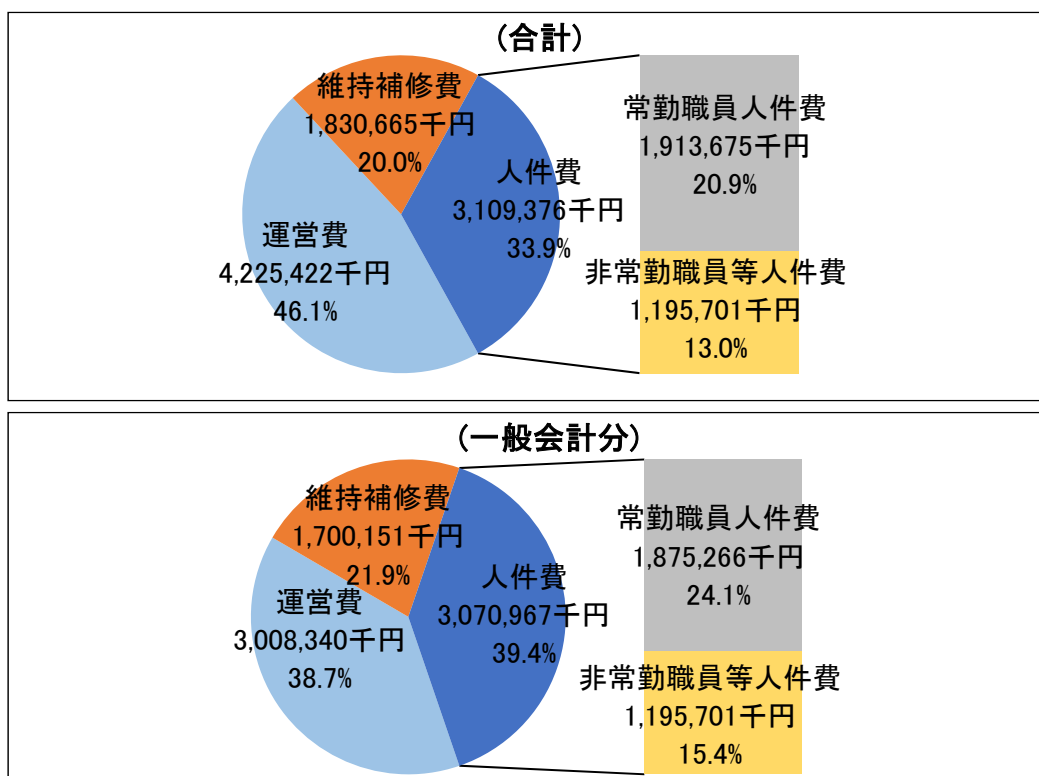 (合計)
維持補修費
1,830,665千円
20.0%
人件費
3,109,376千円
33.9%
運営費
4,225,422千円
46.1%
常勤職員人件費
1,913,675千円
20.9%
非常勤職員等人件費
1,195,701千円
13.0%
(一般会計分)
維持補修費
1,700,151千円
21.9%
人件費
3,070,967千円
39.4%
運営費
3,008,340千円
38.7%
常勤職員人件費
1,875,266千円
24.1%
非常勤職員等人件費
1,195,701千円
15.4%